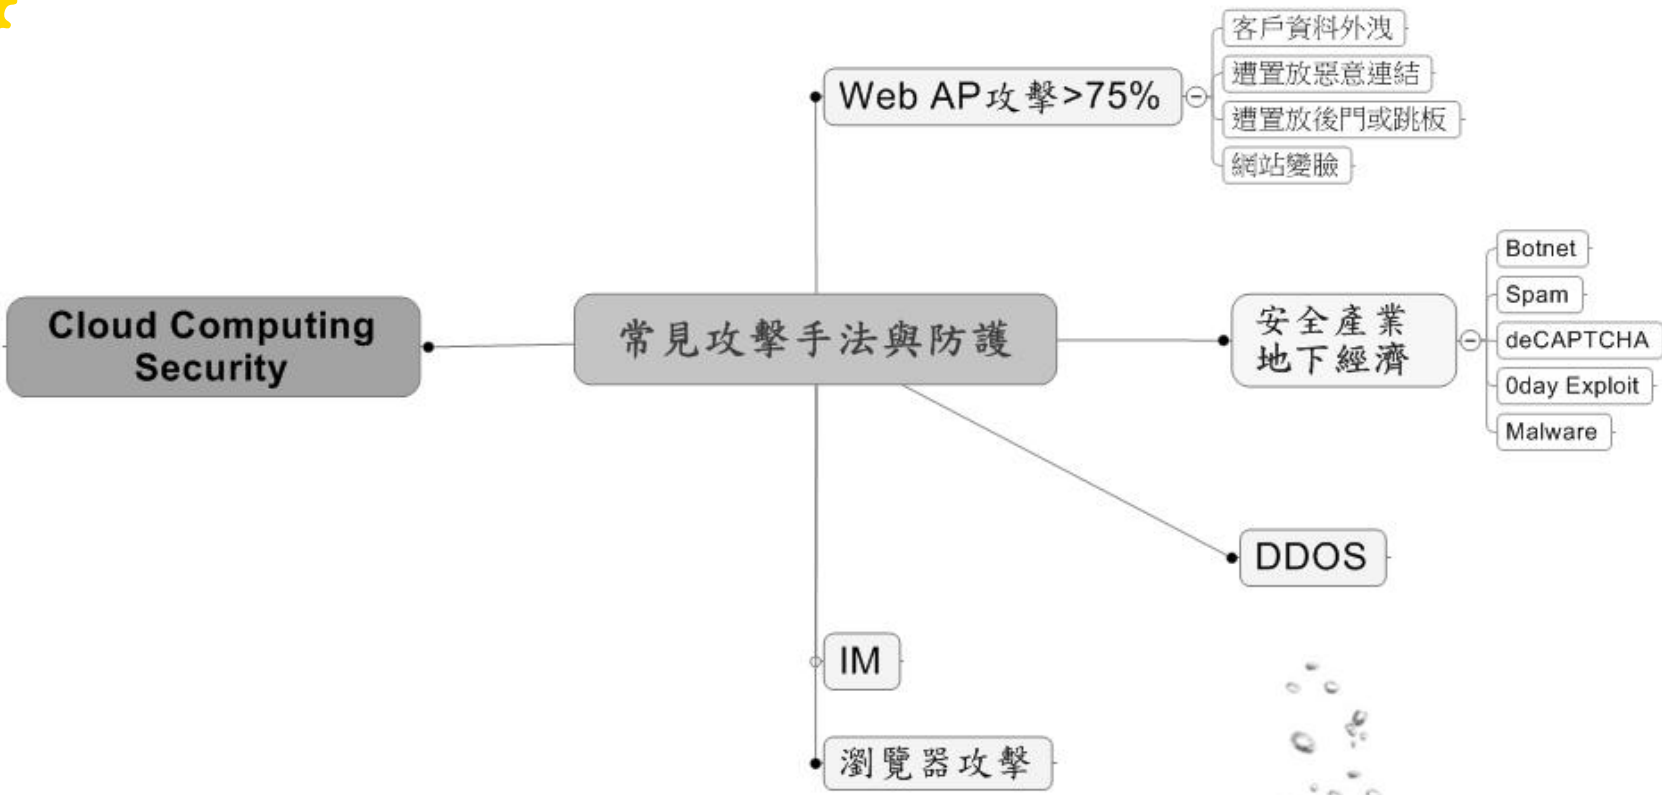 Web AP攻擊>75%
客戶資料外洩
遭置放惡意連結
遭置放後門或跳板
網站變臉
Cloud Computing
Security
常見攻擊手法與防護
安全產業
地下經濟
Botnet
Spam
deCAPTCHA
0day Exploit
Malware
DDOS
IM
瀏覽器攻擊